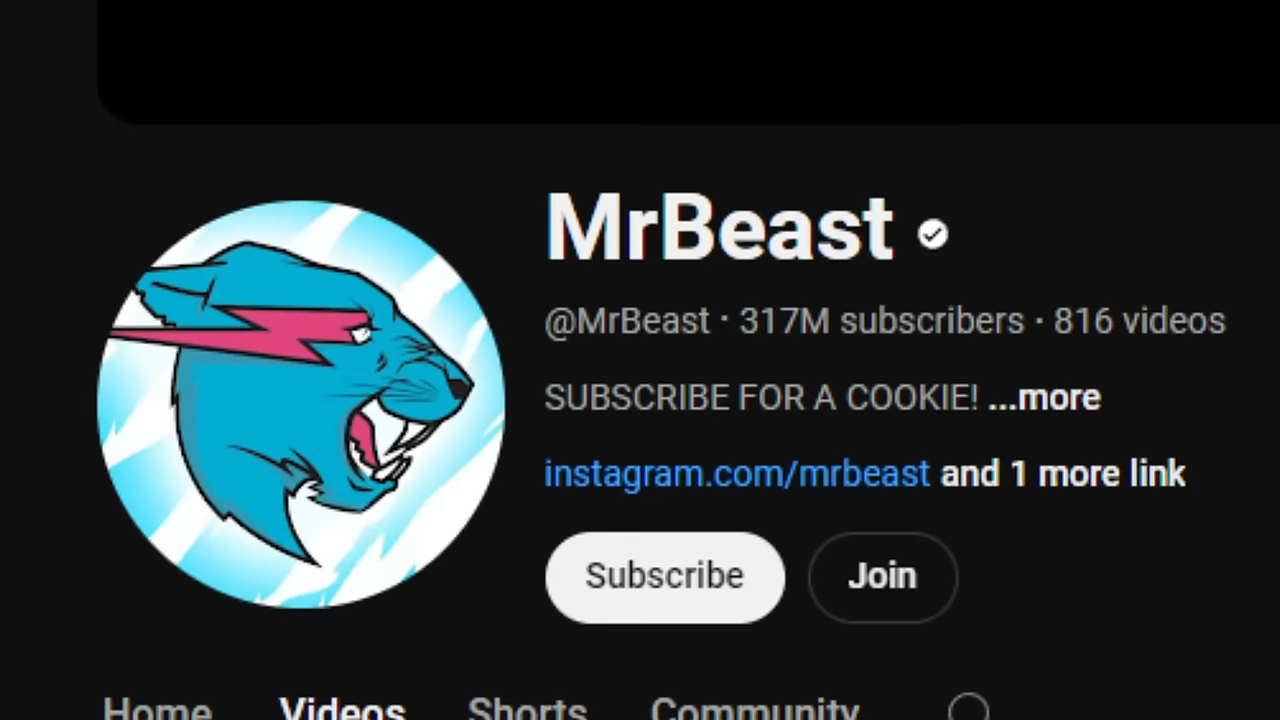 MrBeast
@MrBeast · 317M subscribers · 816 videos
SUBSCRIBE FOR A COOKIE! ...more
instagram.com/mrbeast and 1 more link
Subscribe Join
Home Videos Shorts Community